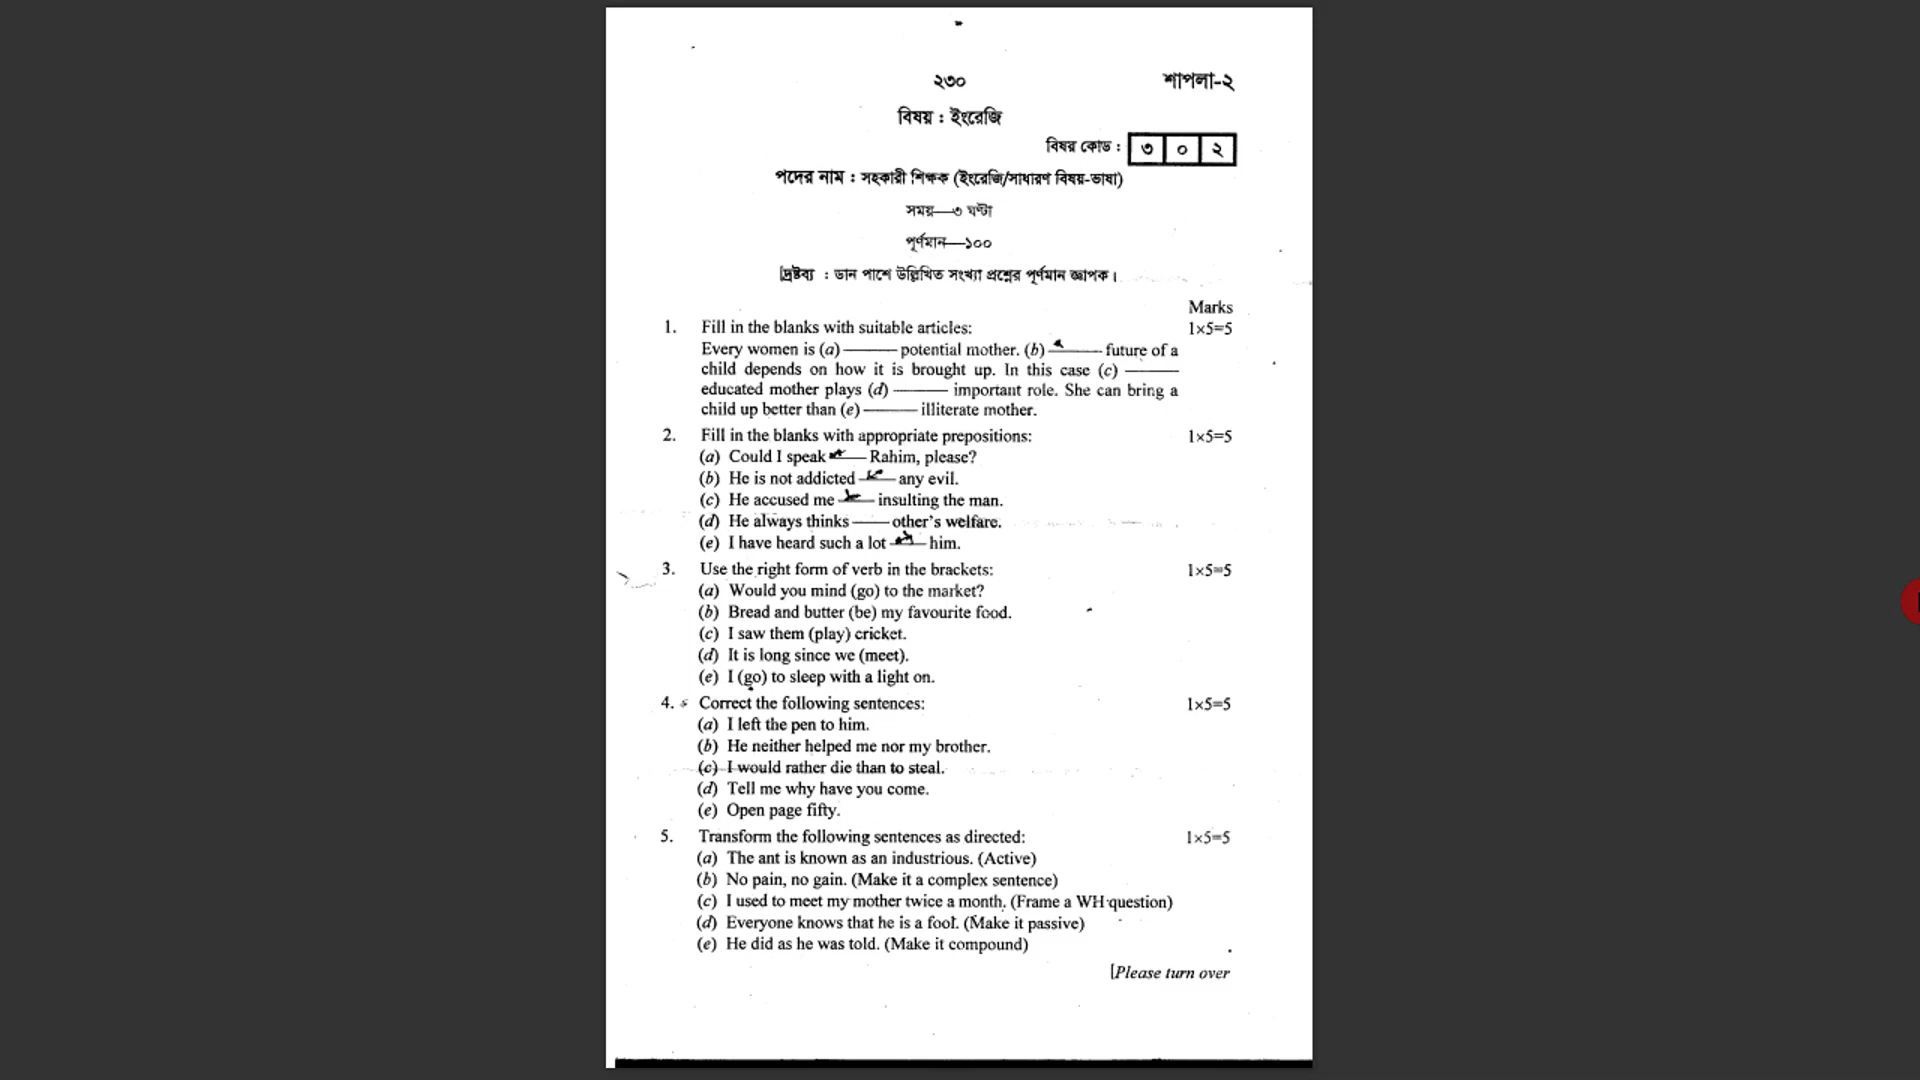 ২৩০
শাপলা-২
বিষয় : ইংরেজি
বিষয় কোড : ৩ ০ ২
পদের নাম : সহকারী শিক্ষক (ইংরেজি/সাধারণ বিষয়-ভাষা)
সময়—৩ ঘণ্টা
পূর্ণমান—১০০
[দ্রষ্টব্য : ডান পাশে উল্লিখিত সংখ্যা প্রশ্নের পূর্ণমান জ্ঞাপক।
Marks
1. Fill in the blanks with suitable articles: 1×5=5
Every women is (a) ——— potential mother. (b) ——— future of a
child depends on how it is brought up. In this case (c) ———
educated mother plays (d) ——— important role. She can bring a
child up better than (e) ——— illiterate mother.
2. Fill in the blanks with appropriate prepositions: 1×5=5
(a) Could I speak —— Rahim, please?
(b) He is not addicted —— any evil.
(c) He accused me —— insulting the man.
(d) He always thinks —— other's welfare.
(e) I have heard such a lot —— him.
3. Use the right form of verb in the brackets: 1×5=5
(a) Would you mind (go) to the market?
(b) Bread and butter (be) my favourite food.
(c) I saw them (play) cricket.
(d) It is long since we (meet).
(e) I (go) to sleep with a light on.
4. Correct the following sentences: 1×5=5
(a) I left the pen to him.
(b) He neither helped me nor my brother.
(c) I would rather die than to steal.
(d) Tell me why have you come.
(e) Open page fifty.
5. Transform the following sentences as directed: 1×5=5
(a) The ant is known as an industrious. (Active)
(b) No pain, no gain. (Make it a complex sentence)
(c) I used to meet my mother twice a month. (Frame a WH question)
(d) Everyone knows that he is a fool. (Make it passive)
(e) He did as he was told. (Make it compound)
[Please turn over